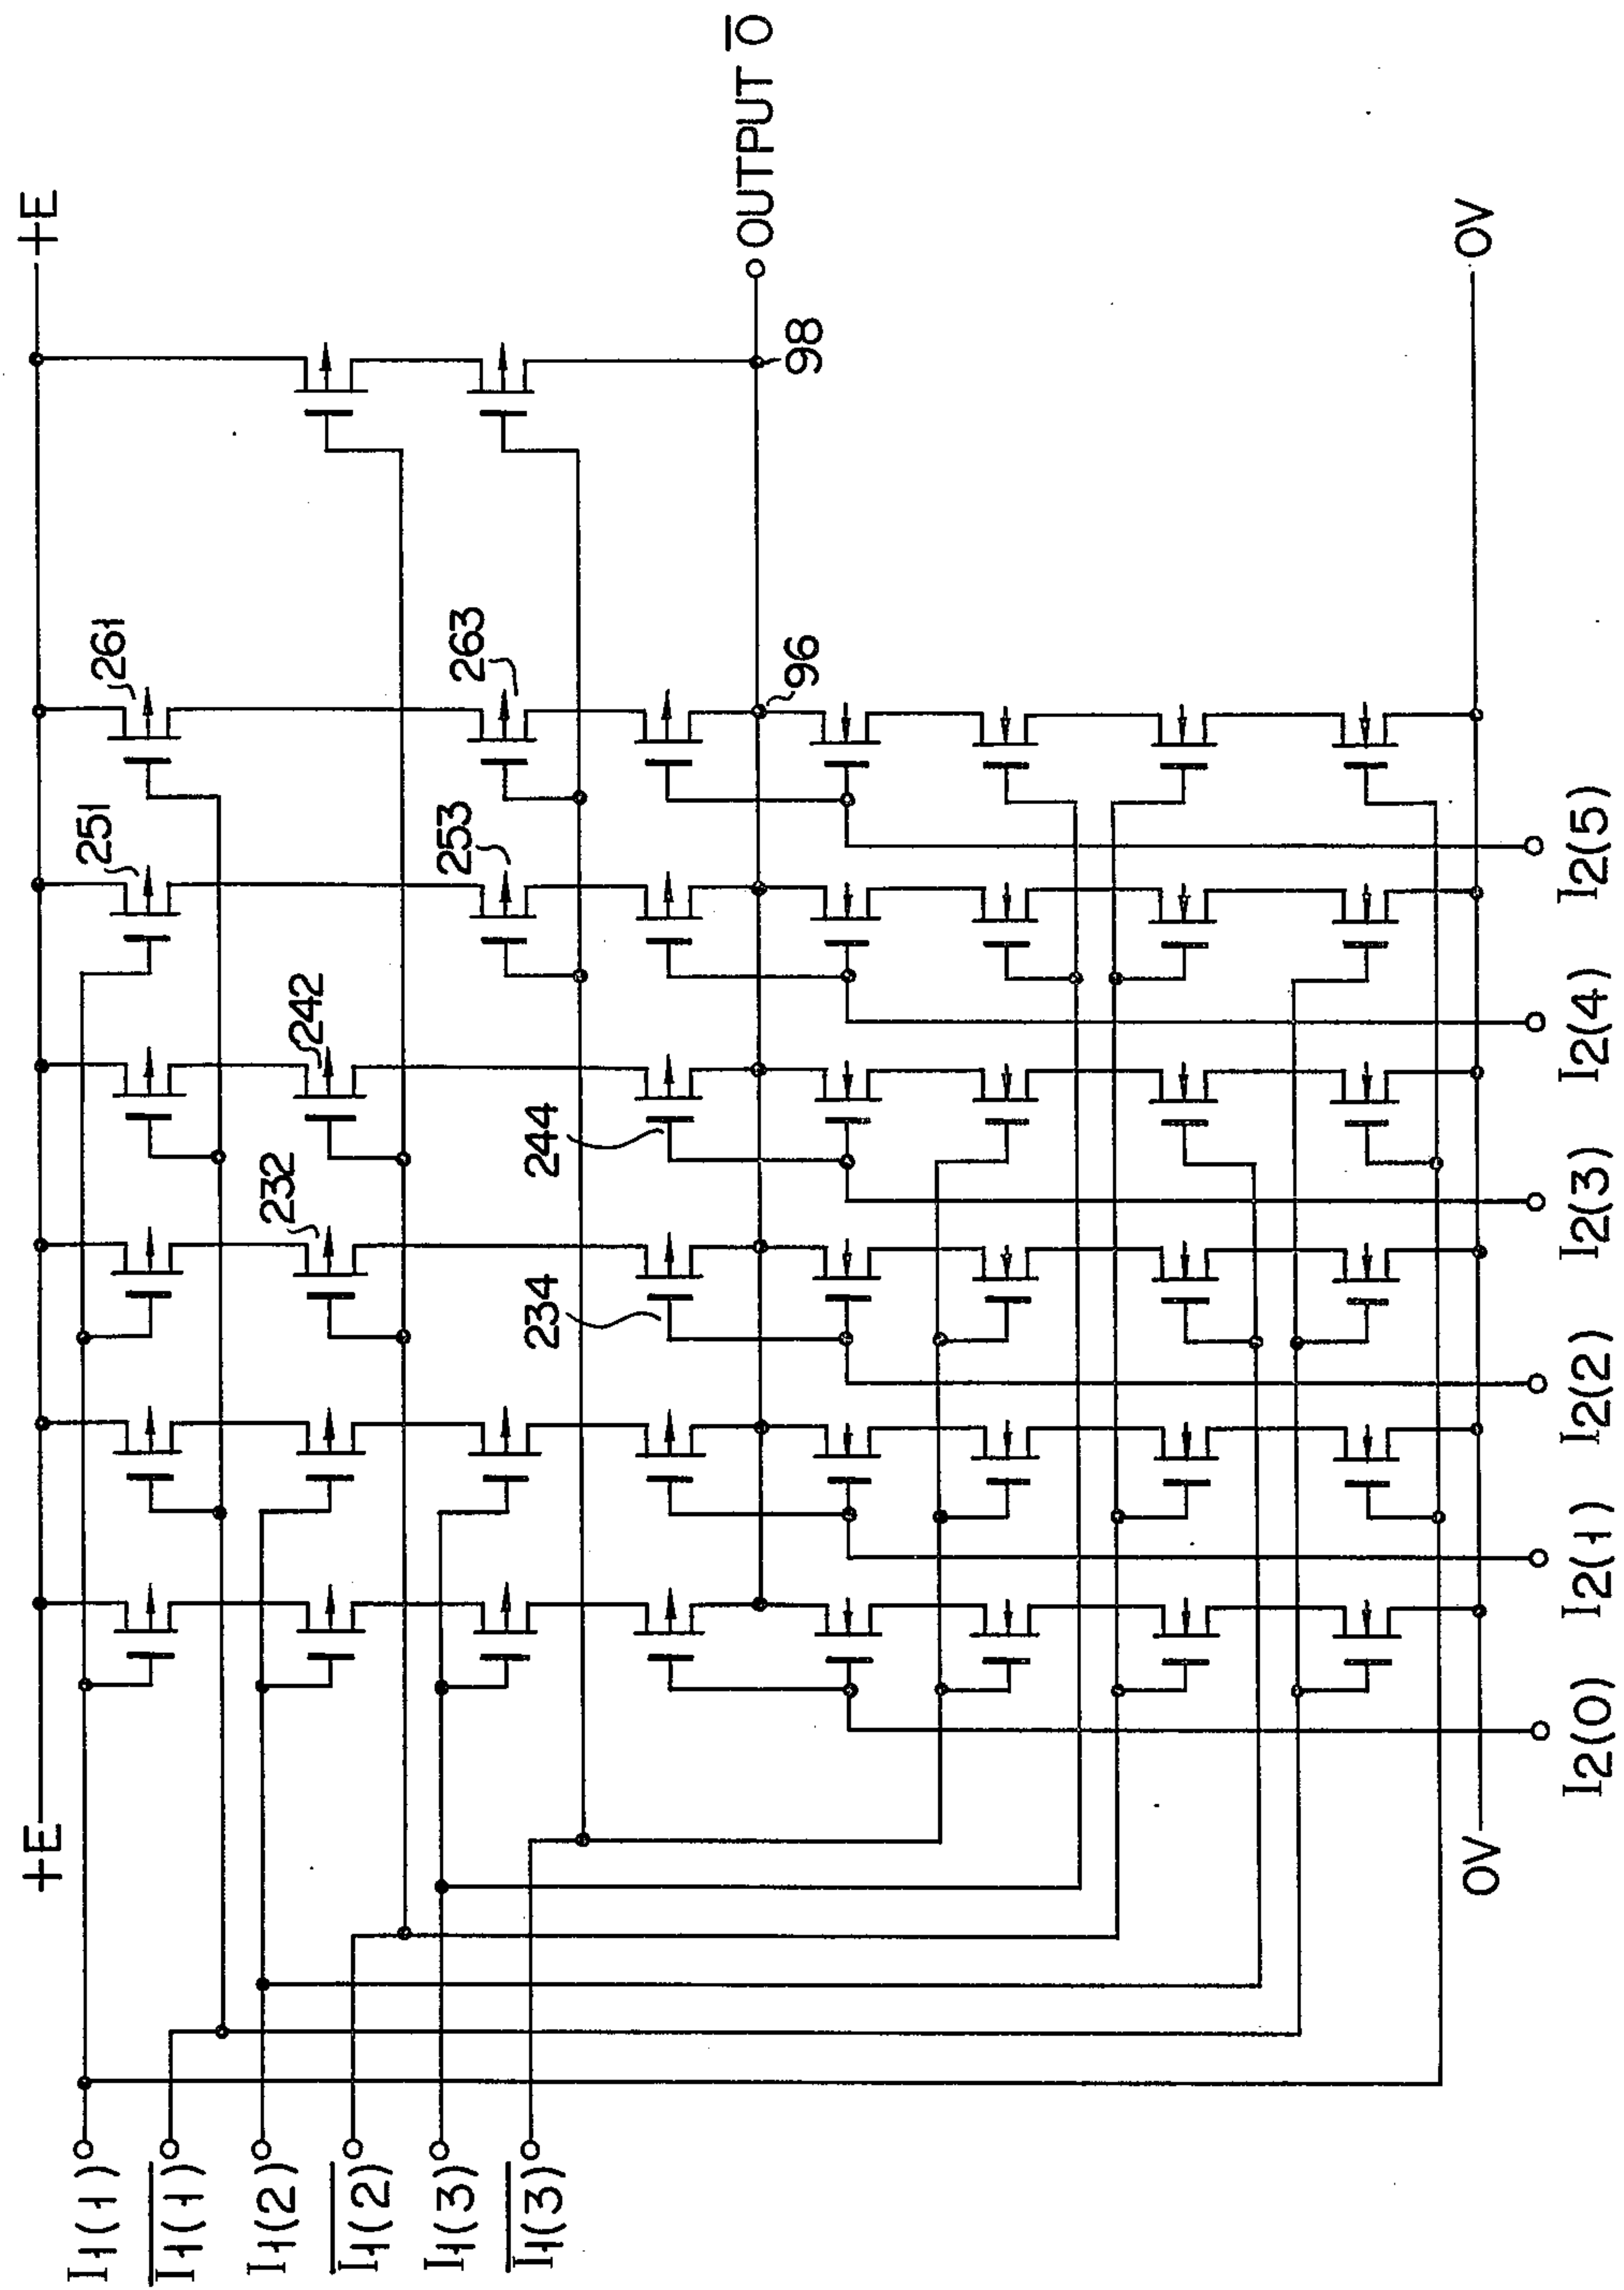 +E
+E
I1(1)
I1(1)
I1(2)
I1(2)
I1(3)
I1(3)
261
251
242
232
263
253
244
234
OUTPUT O
98
96
0V
0V
I2(0)
I2(1)
I2(2)
I2(3)
I2(4)
I2(5)